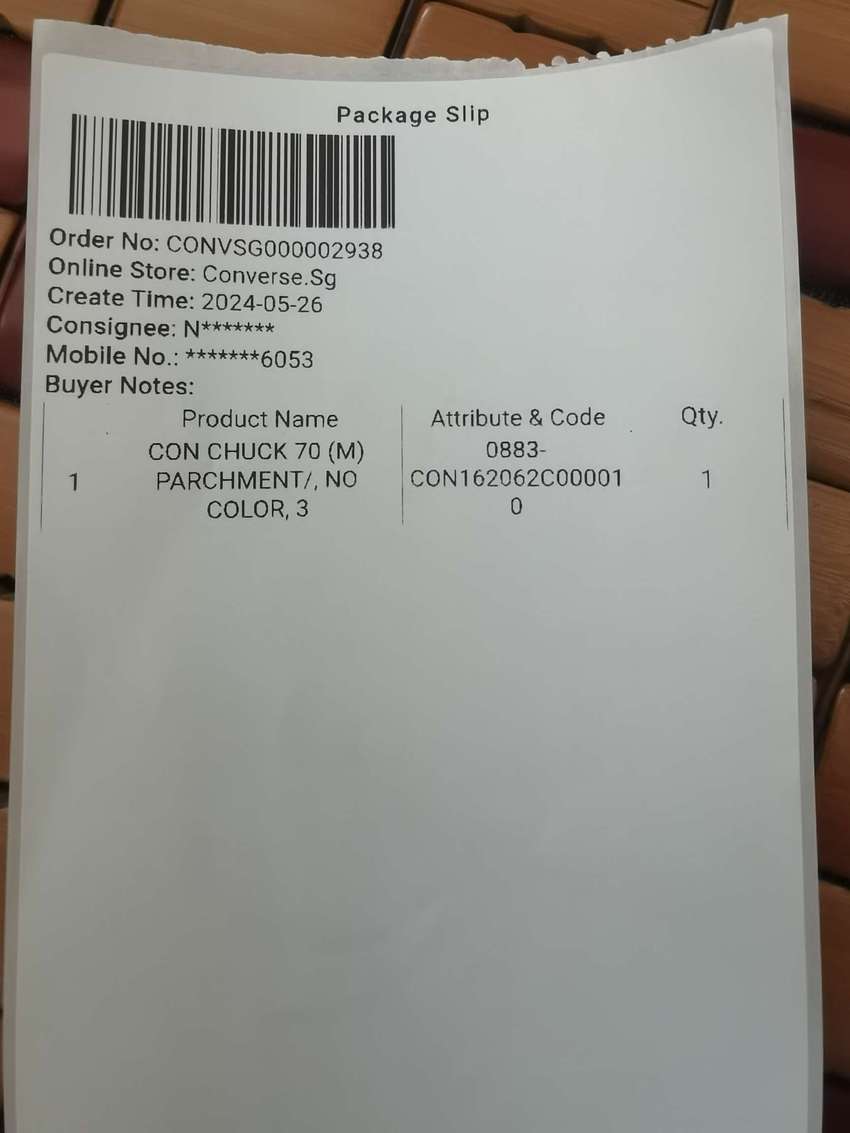 Package Slip
Order No: CONVSG000002938
Online Store: Converse.Sg
Create Time: 2024-05-26
Consignee: N*******
Mobile No.: *******6053
Buyer Notes:
Product Name Attribute & Code Qty.
CON CHUCK 70 (M) 0883-
1 PARCHMENT/, NO CON162062C00001 1
COLOR, 3 0